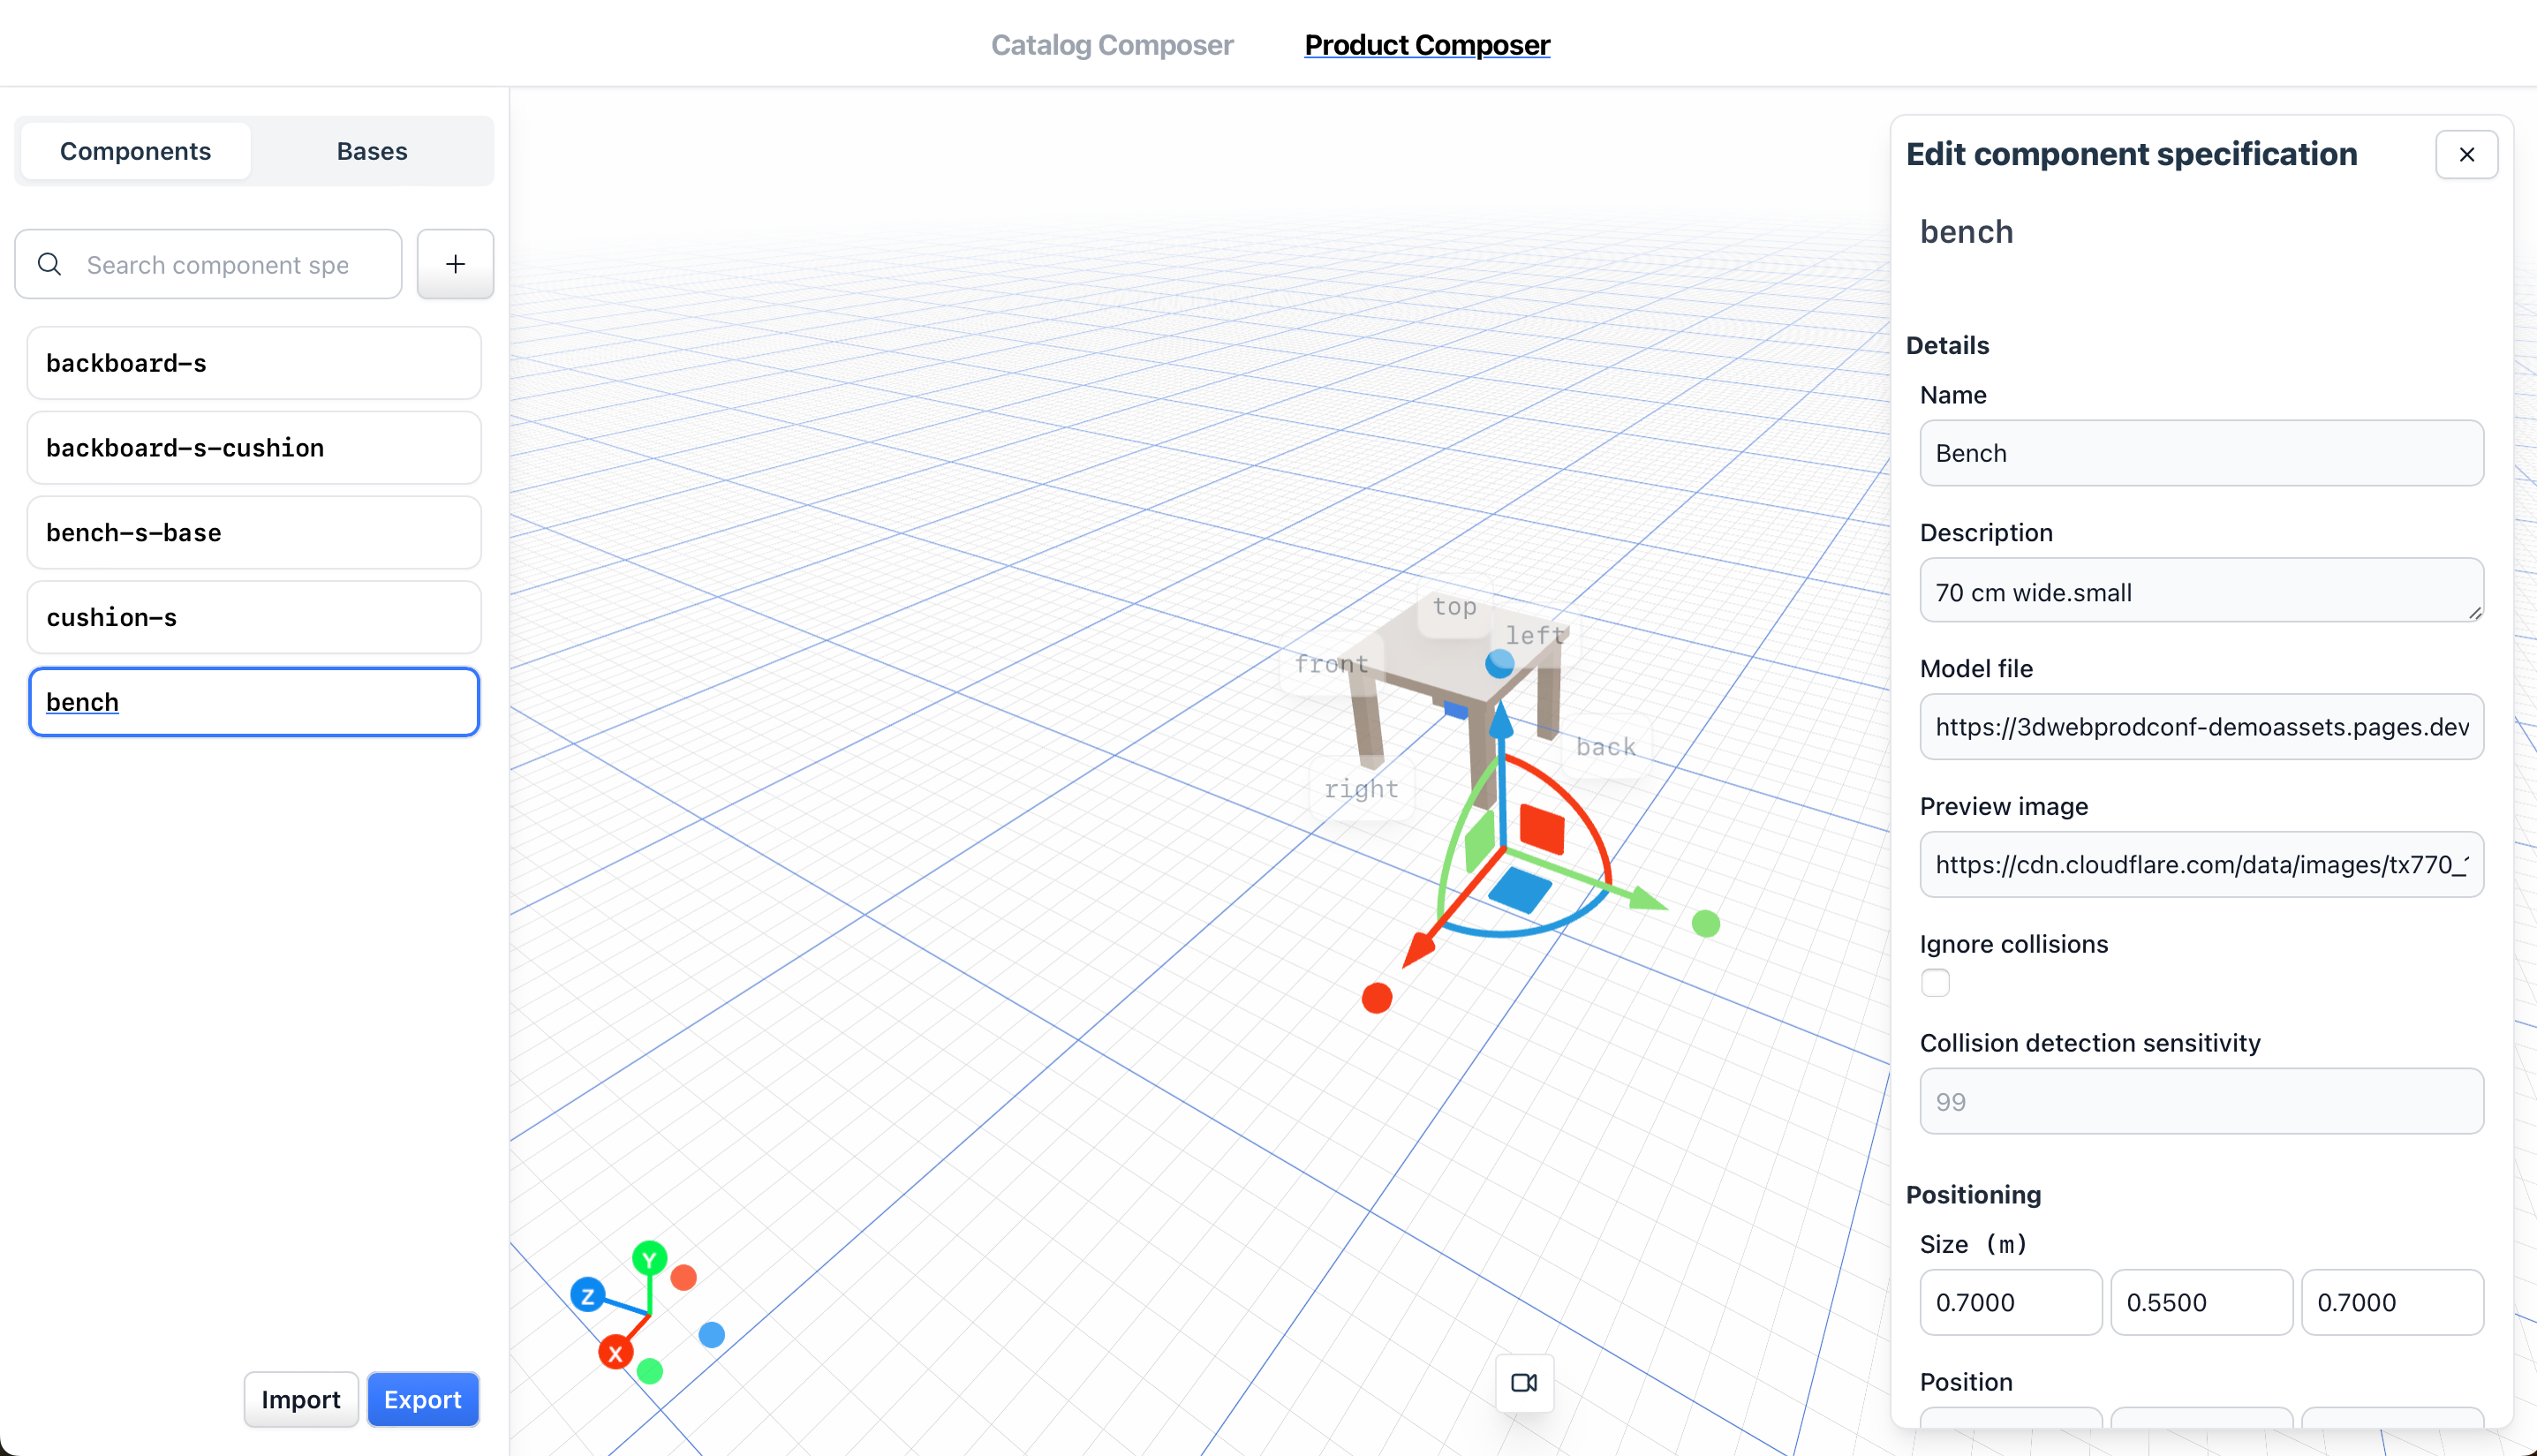 Catalog Composer
Product Composer
Components
Bases
Search component spe
+
backboard-s
backboard-s-cushion
bench-s-base
cushion-s
bench
Import
Export
top
left
front
back
right
Y
Z
X
Edit component specification
bench
Details
Name
Bench
Description
70 cm wide.small
Model file
https://3dwebprodconf-demoassets.pages.dev
Preview image
https://cdn.cloudflare.com/data/images/tx770_
Ignore collisions
Collision detection sensitivity
99
Positioning
Size (m)
0.7000 0.5500 0.7000
Position